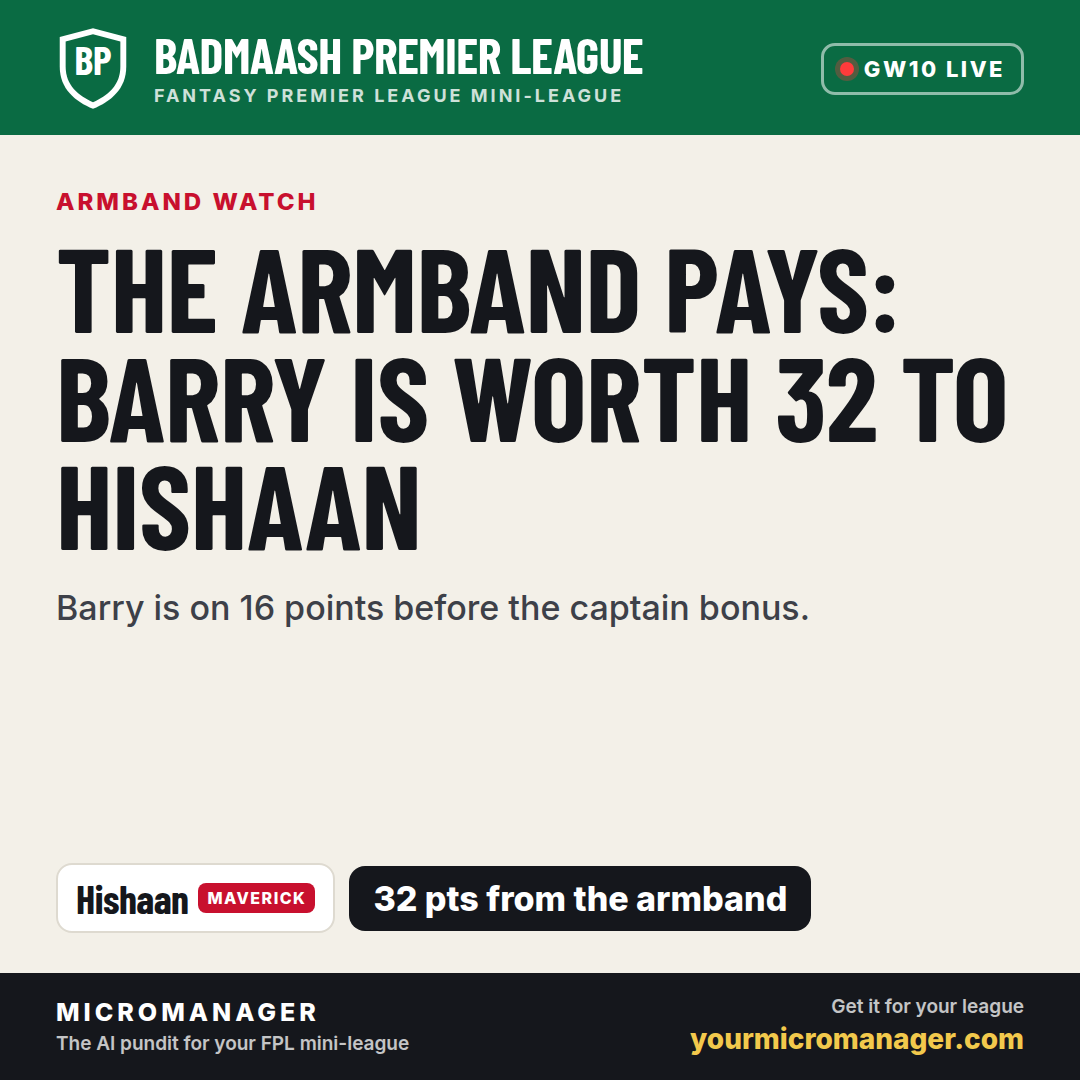 BP
BADMAASH PREMIER LEAGUE
FANTASY PREMIER LEAGUE MINI-LEAGUE
GW10 LIVE
ARMBAND WATCH
THE ARMBAND PAYS:
BARRY IS WORTH 32 TO
HISHAAN
Barry is on 16 points before the captain bonus.
Hishaan MAVERICK
32 pts from the armband
MICROMANAGER
The AI pundit for your FPL mini-league
Get it for your league
yourmicromanager.com